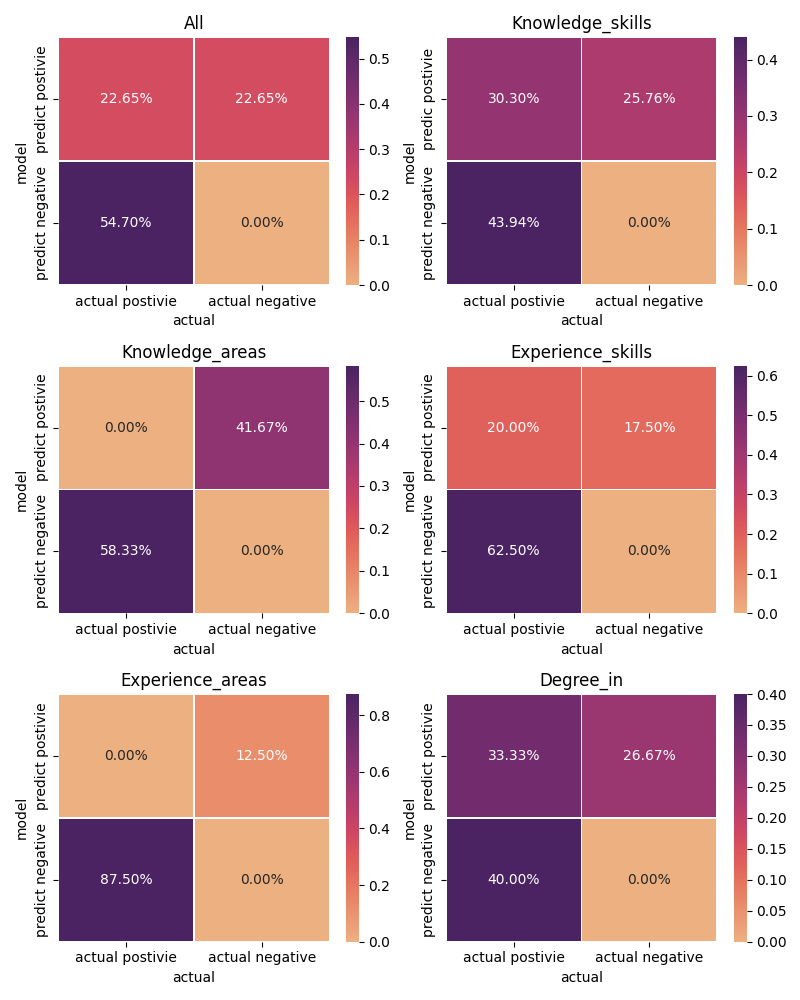 All
predict postivie
predict negative
model
22.65%
22.65%
54.70%
0.00%
actual postivie
actual negative
actual
0.5
0.4
0.3
0.2
0.1
0.0
Knowledge_skills
predic postivie
predict negative
model
30.30%
25.76%
43.94%
0.00%
actual postivie
actual negative
actual
0.4
0.3
0.2
0.1
0.0
Knowledge_areas
predict postivie
predict negative
model
0.00%
41.67%
58.33%
0.00%
actual postivie
actual negative
actual
0.5
0.4
0.3
0.2
0.1
0.0
Experience_skills
predict postivie
predict negative
model
20.00%
17.50%
62.50%
0.00%
actual postivie
actual negative
actual
0.6
0.5
0.4
0.3
0.2
0.1
0.0
Experience_areas
predict postivie
predict negative
model
0.00%
12.50%
87.50%
0.00%
actual postivie
actual negative
actual
0.8
0.6
0.4
0.2
0.0
Degree_in
predict postivie
predict negative
model
33.33%
26.67%
40.00%
0.00%
actual postivie
actual negative
actual
0.40
0.35
0.30
0.25
0.20
0.15
0.10
0.05
0.00